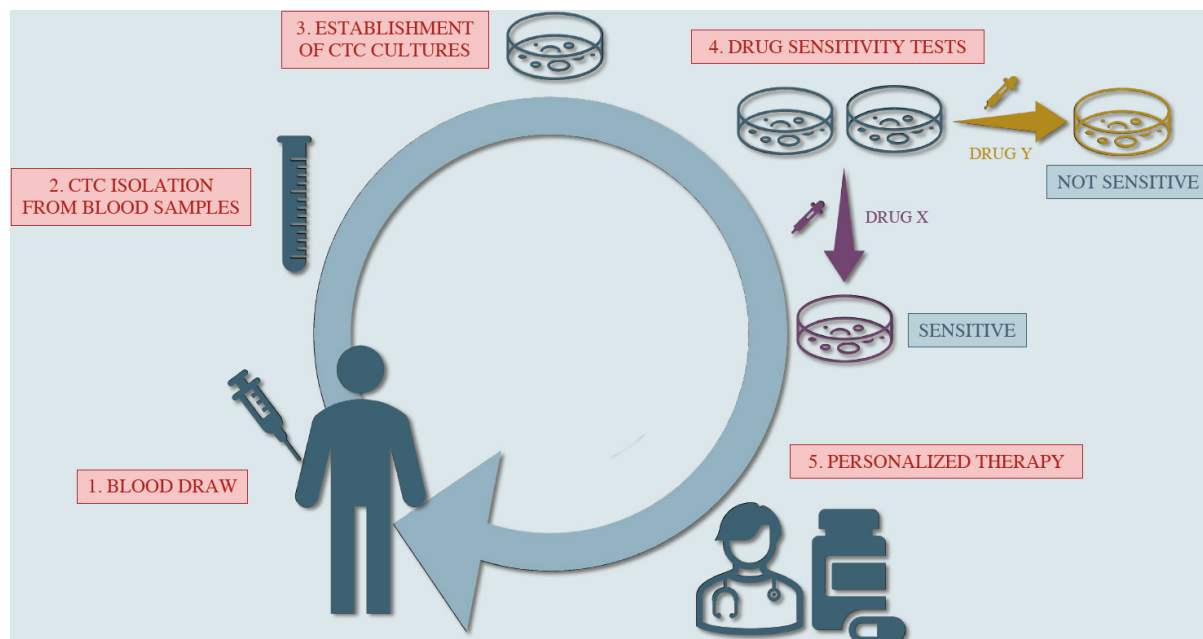 1. BLOOD DRAW
2. CTC ISOLATION
FROM BLOOD SAMPLES
3. ESTABLISHMENT
OF CTC CULTURES
4. DRUG SENSITIVITY TESTS
DRUG Y
NOT SENSITIVE
DRUG X
SENSITIVE
5. PERSONALIZED THERAPY